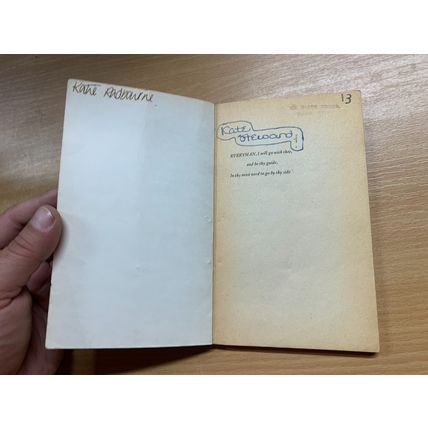 Katie Radbourne
13
Kate
Steward
EVERYMAN, I will go with thee,
and be thy guide,
In thy most need to go by thy side